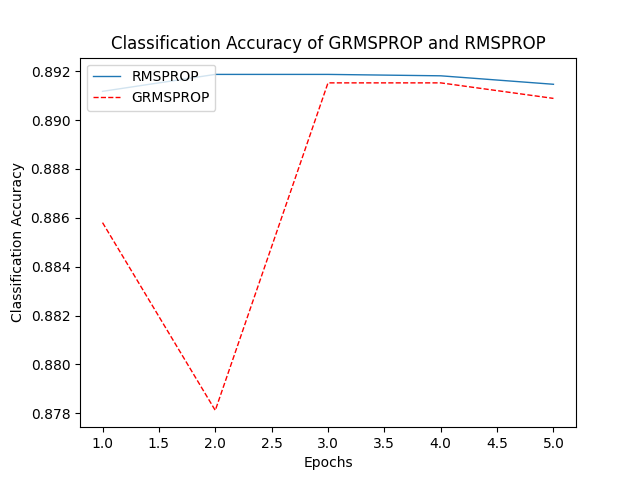 Classification Accuracy of GRMSPROP and RMSPROP
RMSPROP
GRMSPROP
Classification Accuracy
0.892
0.890
0.888
0.886
0.884
0.882
0.880
0.878
1.0 1.5 2.0 2.5 3.0 3.5 4.0 4.5 5.0
Epochs